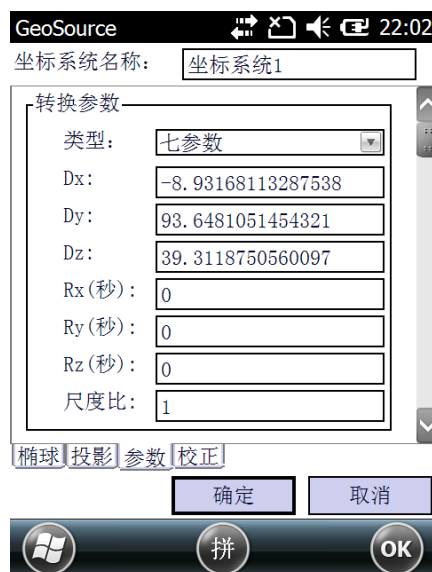 GeoSource 22:02
坐标系统名称: 坐标系统1
转换参数
类型: 七参数
Dx: -8.93168113287538
Dy: 93.6481051454321
Dz: 39.3118750560097
Rx(秒): 0
Ry(秒): 0
Rz(秒): 0
尺度比: 1
椭球 投影 参数 校正
确定 取消
拼 OK